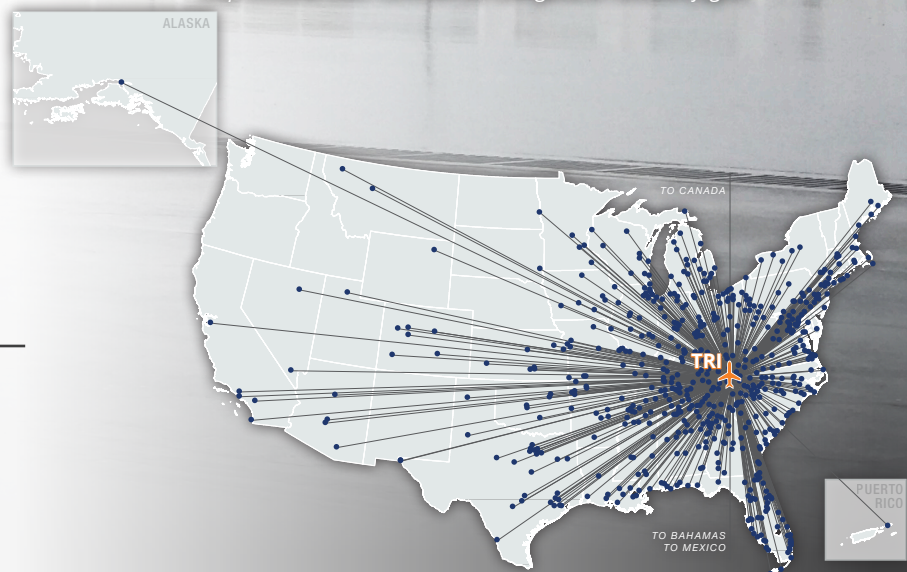 ALASKA
TO CANADA
TRI
PUERTO
RICO
TO BAHAMAS
TO MEXICO